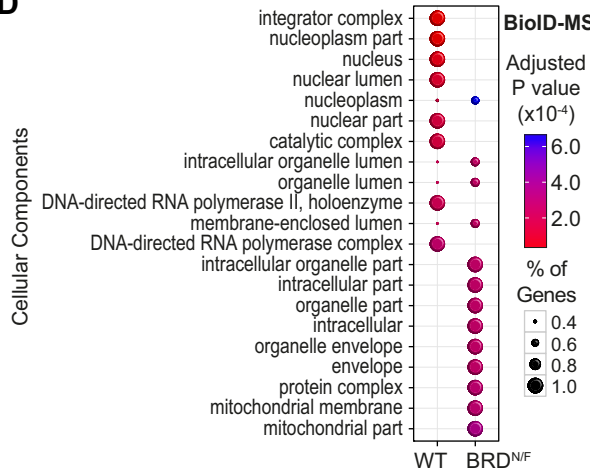 D
integrator complex
nucleoplasm part
nucleus
nuclear lumen
nucleoplasm
nuclear part
catalytic complex
intracellular organelle lumen
organelle lumen
DNA-directed RNA polymerase II, holoenzyme
membrane-enclosed lumen
DNA-directed RNA polymerase complex
intracellular organelle part
intracellular part
organelle part
intracellular
organelle envelope
envelope
protein complex
mitochondrial membrane
mitochondrial part
Cellular Components
WT BRD^N/F
BioID-MS
Adjusted
P value
(x10⁻⁴)
6.0
4.0
2.0
% of
Genes
0.4
0.6
0.8
1.0